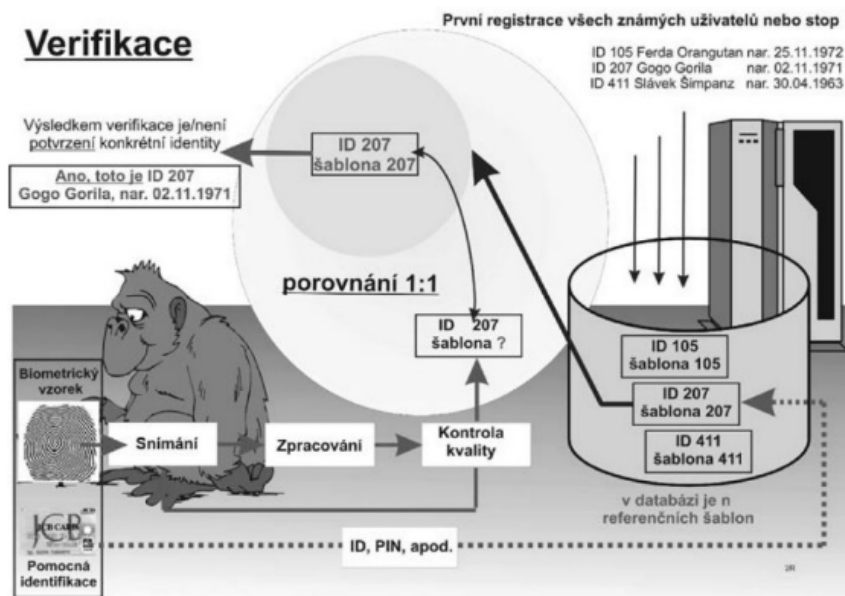 Verifikace
První registrace všech známých uživatelů nebo stop
ID 105 Ferda Orangutan nar. 25.11.1972
ID 207 Gogo Gorila nar. 02.11.1971
ID 411 Slávek Šimpanz nar. 30.04.1963
Výsledkem verifikace je/není
potvrzení konkrétní identity
Ano, toto je ID 207
Gogo Gorila, nar. 02.11.1971
ID 207
šablona 207
porovnání 1:1
ID 207
šablona ?
ID 105
šablona 105
ID 207
šablona 207
ID 411
šablona 411
v databázi je n
referenčních šablon
Biometrický
vzorek
Snímání
Zpracování
Kontrola
kvality
JCB CARD
ID, PIN, apod.
Pomocná
identifikace